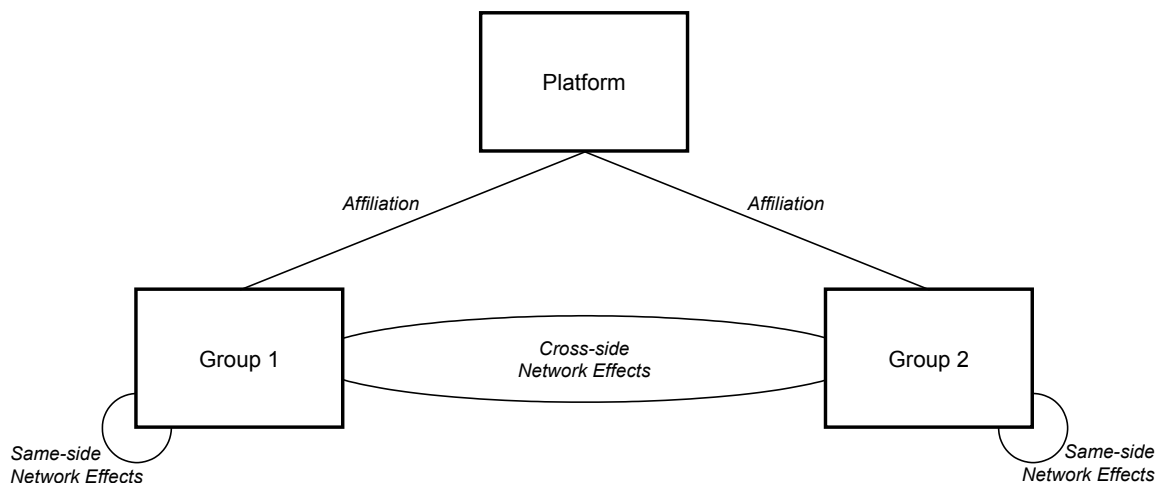 Platform
Affiliation
Affiliation
Group 1
Cross-side
Network Effects
Group 2
Same-side
Network Effects
Same-side
Network Effects